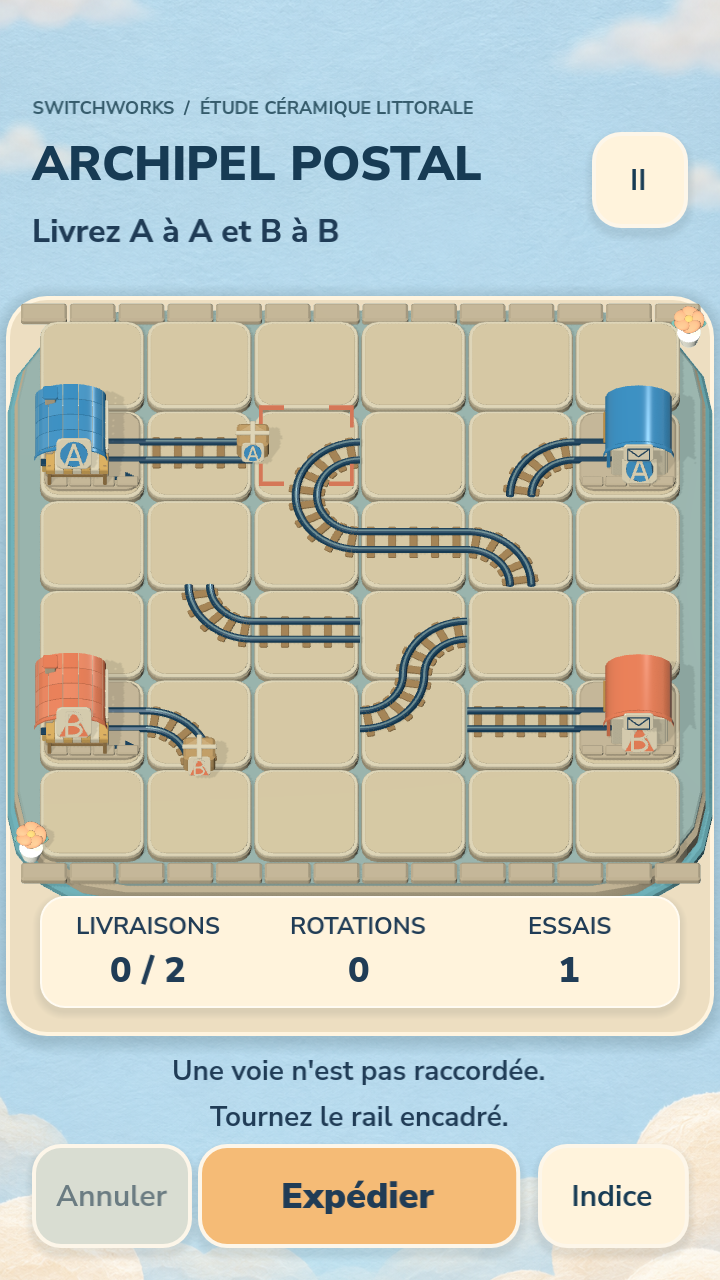 SWITCHWORKS / ÉTUDE CÉRAMIQUE LITTORALE
ARCHIPEL POSTAL
II
Livrez A à A et B à B
A
A
A
B
B
B
LIVRAISONS ROTATIONS ESSAIS
0 / 2 0 1
Une voie n'est pas raccordée.
Tournez le rail encadré.
Annuler Expédier Indice